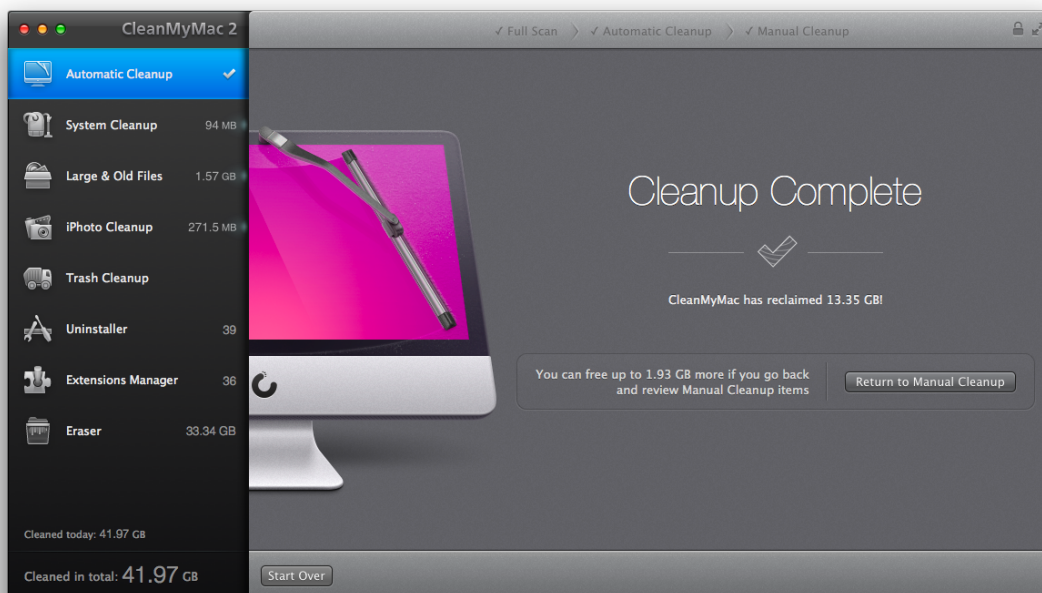 CleanMyMac 2
✓ Full Scan
✓ Automatic Cleanup
✓ Manual Cleanup
Automatic Cleanup
System Cleanup 94 MB
Large & Old Files 1.57 GB
iPhoto Cleanup 271.5 MB
Trash Cleanup
Uninstaller 39
Extensions Manager 36
Eraser 33.34 GB
Cleaned today: 41.97 GB
Cleaned in total: 41.97 GB
Cleanup Complete
CleanMyMac has reclaimed 13.35 GB!
You can free up to 1.93 GB more if you go back
and review Manual Cleanup items
Return to Manual Cleanup
Start Over